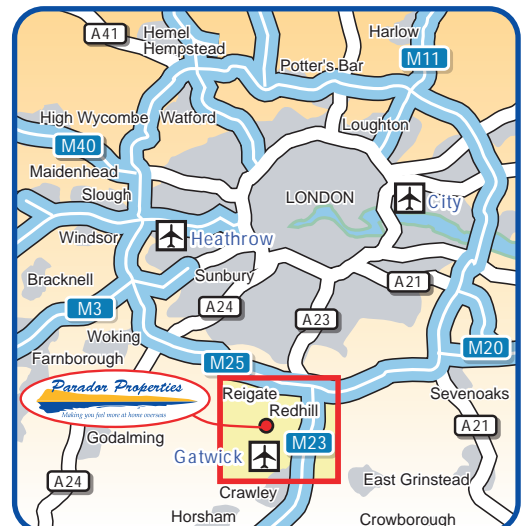 A41
Hemel
Hempstead
Harlow
M11
Potter's Bar
High Wycombe
Watford
Loughton
M40
Maidenhead
Slough
LONDON
City
Windsor
Heathrow
Bracknell
Sunbury
A21
M3
A24
A23
Woking
M20
Farnborough
M25
Parador Properties
Making you feel more at home overseas
Reigate
Redhill
Sevenoaks
Godalming
M23
A21
Gatwick
A24
Crawley
East Grinstead
Horsham
Crowborough